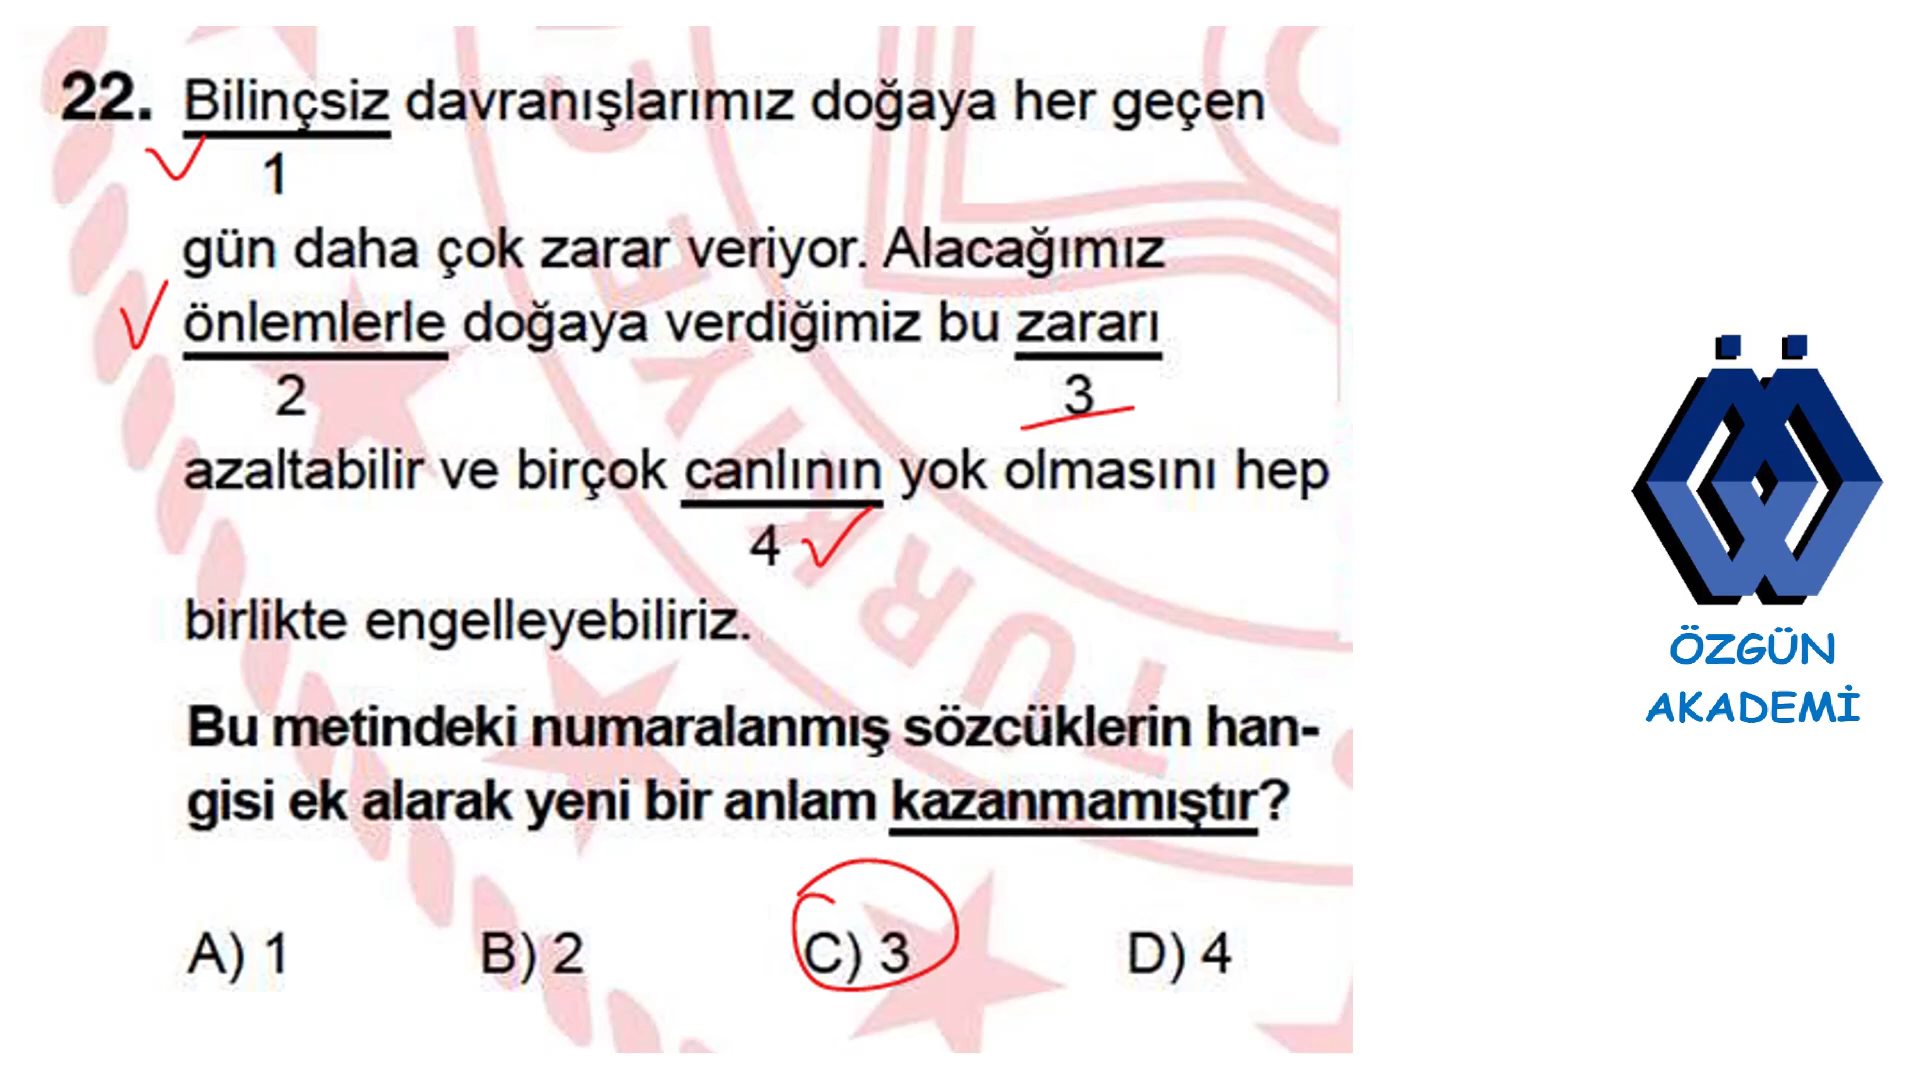 22. Bilinçsiz davranışlarımız doğaya her geçen
1
gün daha çok zarar veriyor. Alacağımız
önlemlerle doğaya verdiğimiz bu zararı
2 3
azaltabilir ve birçok canlının yok olmasını hep
4
birlikte engelleyebiliriz.
Bu metindeki numaralanmış sözcüklerin han-
gisi ek alarak yeni bir anlam kazanmamıştır?
A) 1 B) 2 C) 3 D) 4
ÖZGÜN
AKADEMİ